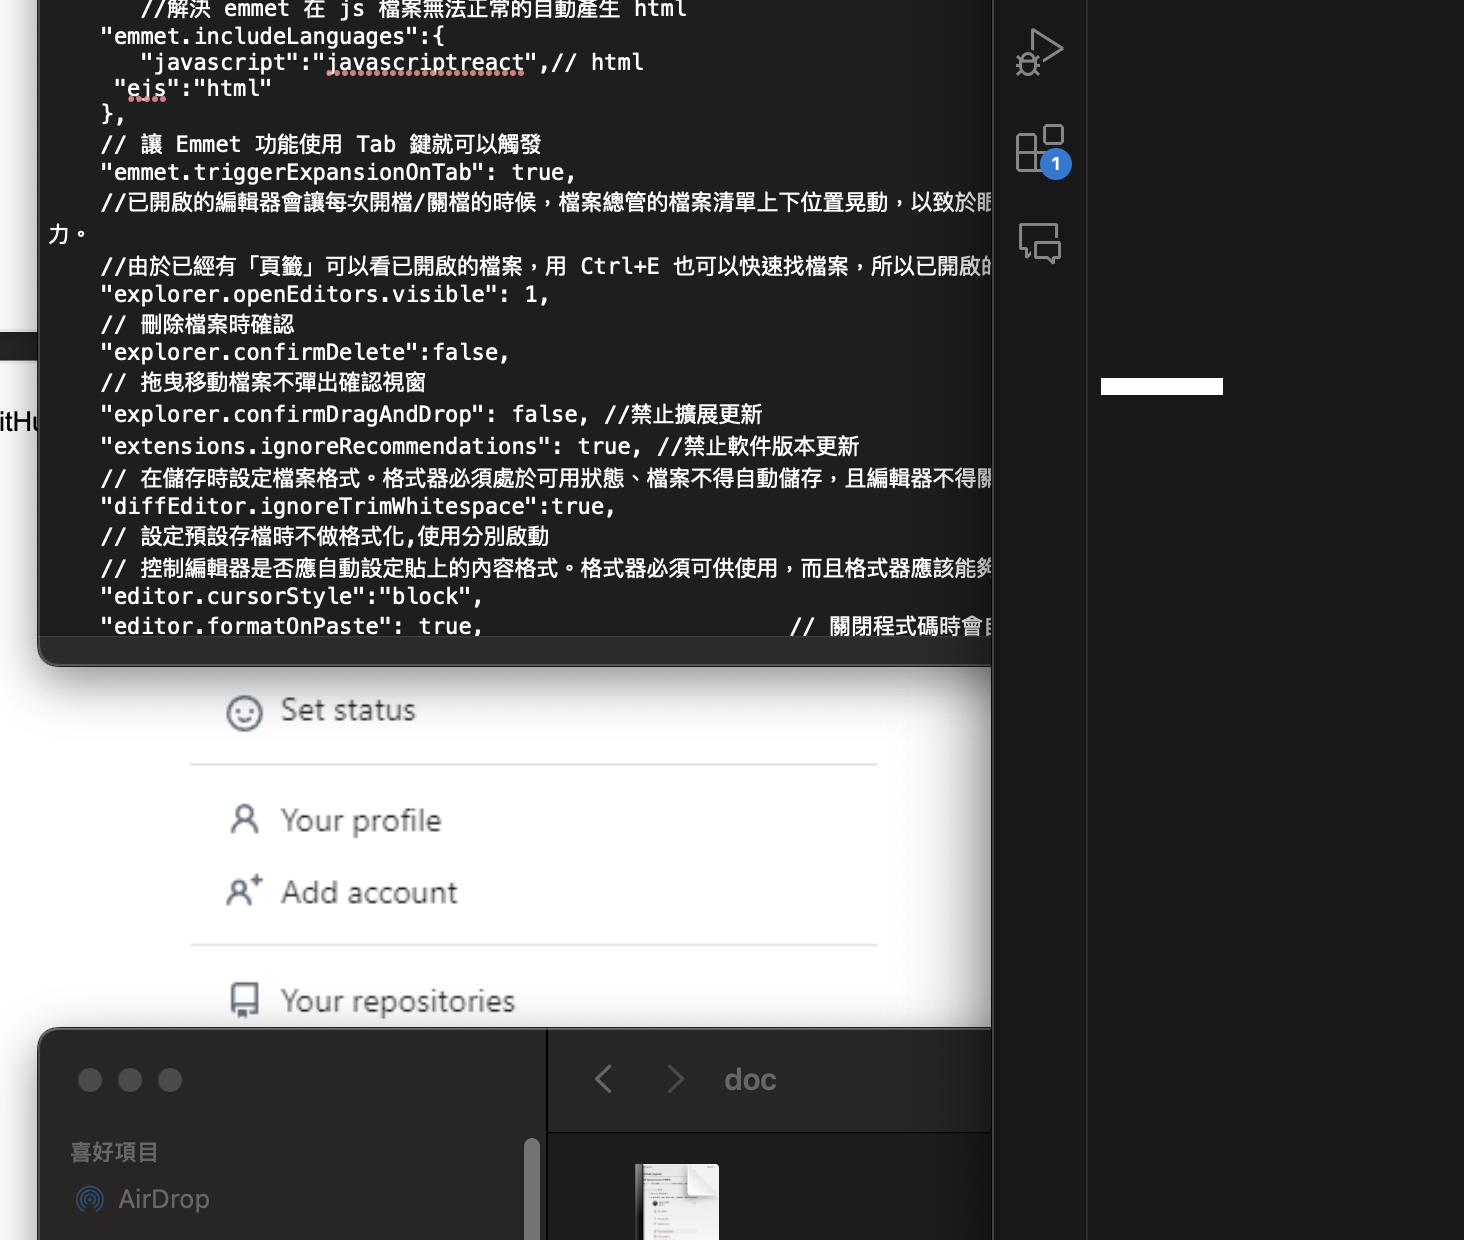 //解決 emmet 在 js 檔案無法正常的自動產生 html
"emmet.includeLanguages":{
"javascript":"javascriptreact",// html
"ejs":"html"
},
// 讓 Emmet 功能使用 Tab 鍵就可以觸發
"emmet.triggerExpansionOnTab": true,
//已開啟的編輯器會讓每次開檔/關檔的時候，檔案總管的檔案清單上下位置晃動，以致於眼
力。
//由於已經有「頁籤」可以看已開啟的檔案，用 Ctrl+E 也可以快速找檔案，所以已開啟的
"explorer.openEditors.visible": 1,
// 刪除檔案時確認
"explorer.confirmDelete":false,
// 拖曳移動檔案不彈出確認視窗
"explorer.confirmDragAndDrop": false, //禁止擴展更新
"extensions.ignoreRecommendations": true, //禁止軟件版本更新
// 在儲存時設定檔案格式。格式器必須處於可用狀態、檔案不得自動儲存，且編輯器不得關
"diffEditor.ignoreTrimWhitespace":true,
// 設定預設存檔時不做格式化,使用分別啟動
// 控制編輯器是否應自動設定貼上的內容格式。格式器必須可供使用，而且格式器應該能夠
"editor.cursorStyle":"block",
"editor.formatOnPaste": true, // 關閉程式碼時會自
1
itHu
Set status
Your profile
Add account
Your repositories
doc
喜好項目
AirDrop